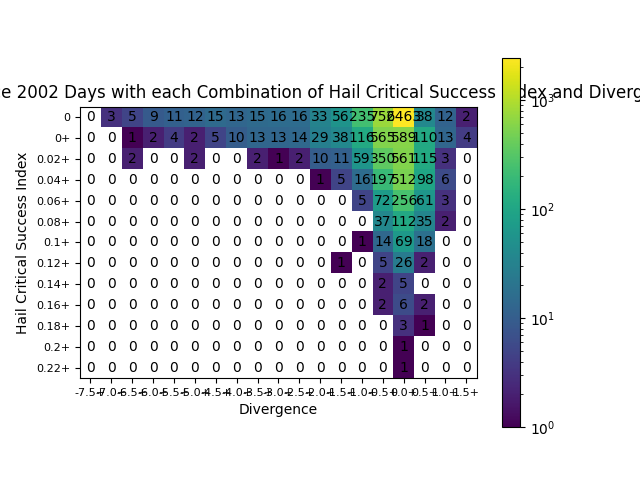 e 2002 Days with each Combination of Hail Critical Success Index and Diverg
0 0 3 5 9 11 12 15 13 15 16 16 33 56 235 12 2
0+ 0 0 1 2 4 2 5 10 13 13 14 29 38 116 565 589 110 13 4
0.02+ 0 0 2 0 0 2 0 0 2 1 2 10 11 59 350 561 115 3 0
0.04+ 0 0 0 0 0 0 0 0 0 0 0 1 5 16 197 512 98 6 0
0.06+ 0 0 0 0 0 0 0 0 0 0 0 0 0 5 72 256 61 3 0
0.08+ 0 0 0 0 0 0 0 0 0 0 0 0 0 0 37 112 35 2 0
0.1+ 0 0 0 0 0 0 0 0 0 0 0 0 0 1 14 69 18 0 0
0.12+ 0 0 0 0 0 0 0 0 0 0 0 0 1 0 5 26 2 0 0
0.14+ 0 0 0 0 0 0 0 0 0 0 0 0 0 0 2 5 0 0 0
0.16+ 0 0 0 0 0 0 0 0 0 0 0 0 0 0 2 6 2 0 0
0.18+ 0 0 0 0 0 0 0 0 0 0 0 0 0 0 0 3 1 0 0
0.2+ 0 0 0 0 0 0 0 0 0 0 0 0 0 0 0 1 0 0 0
0.22+ 0 0 0 0 0 0 0 0 0 0 0 0 0 0 0 1 0 0 0
-7.5+ -7.0+ -6.5+ -6.0+ -5.5+ -5.0+ -4.5+ -4.0+ -3.5+ -3.0+ -2.5+ -2.0+ -1.5+ -1.0+ -0.5+ 0.0+ 0.5+ 1.0+ 1.5+
Divergence
Hail Critical Success Index
10³
10²
10¹
10⁰